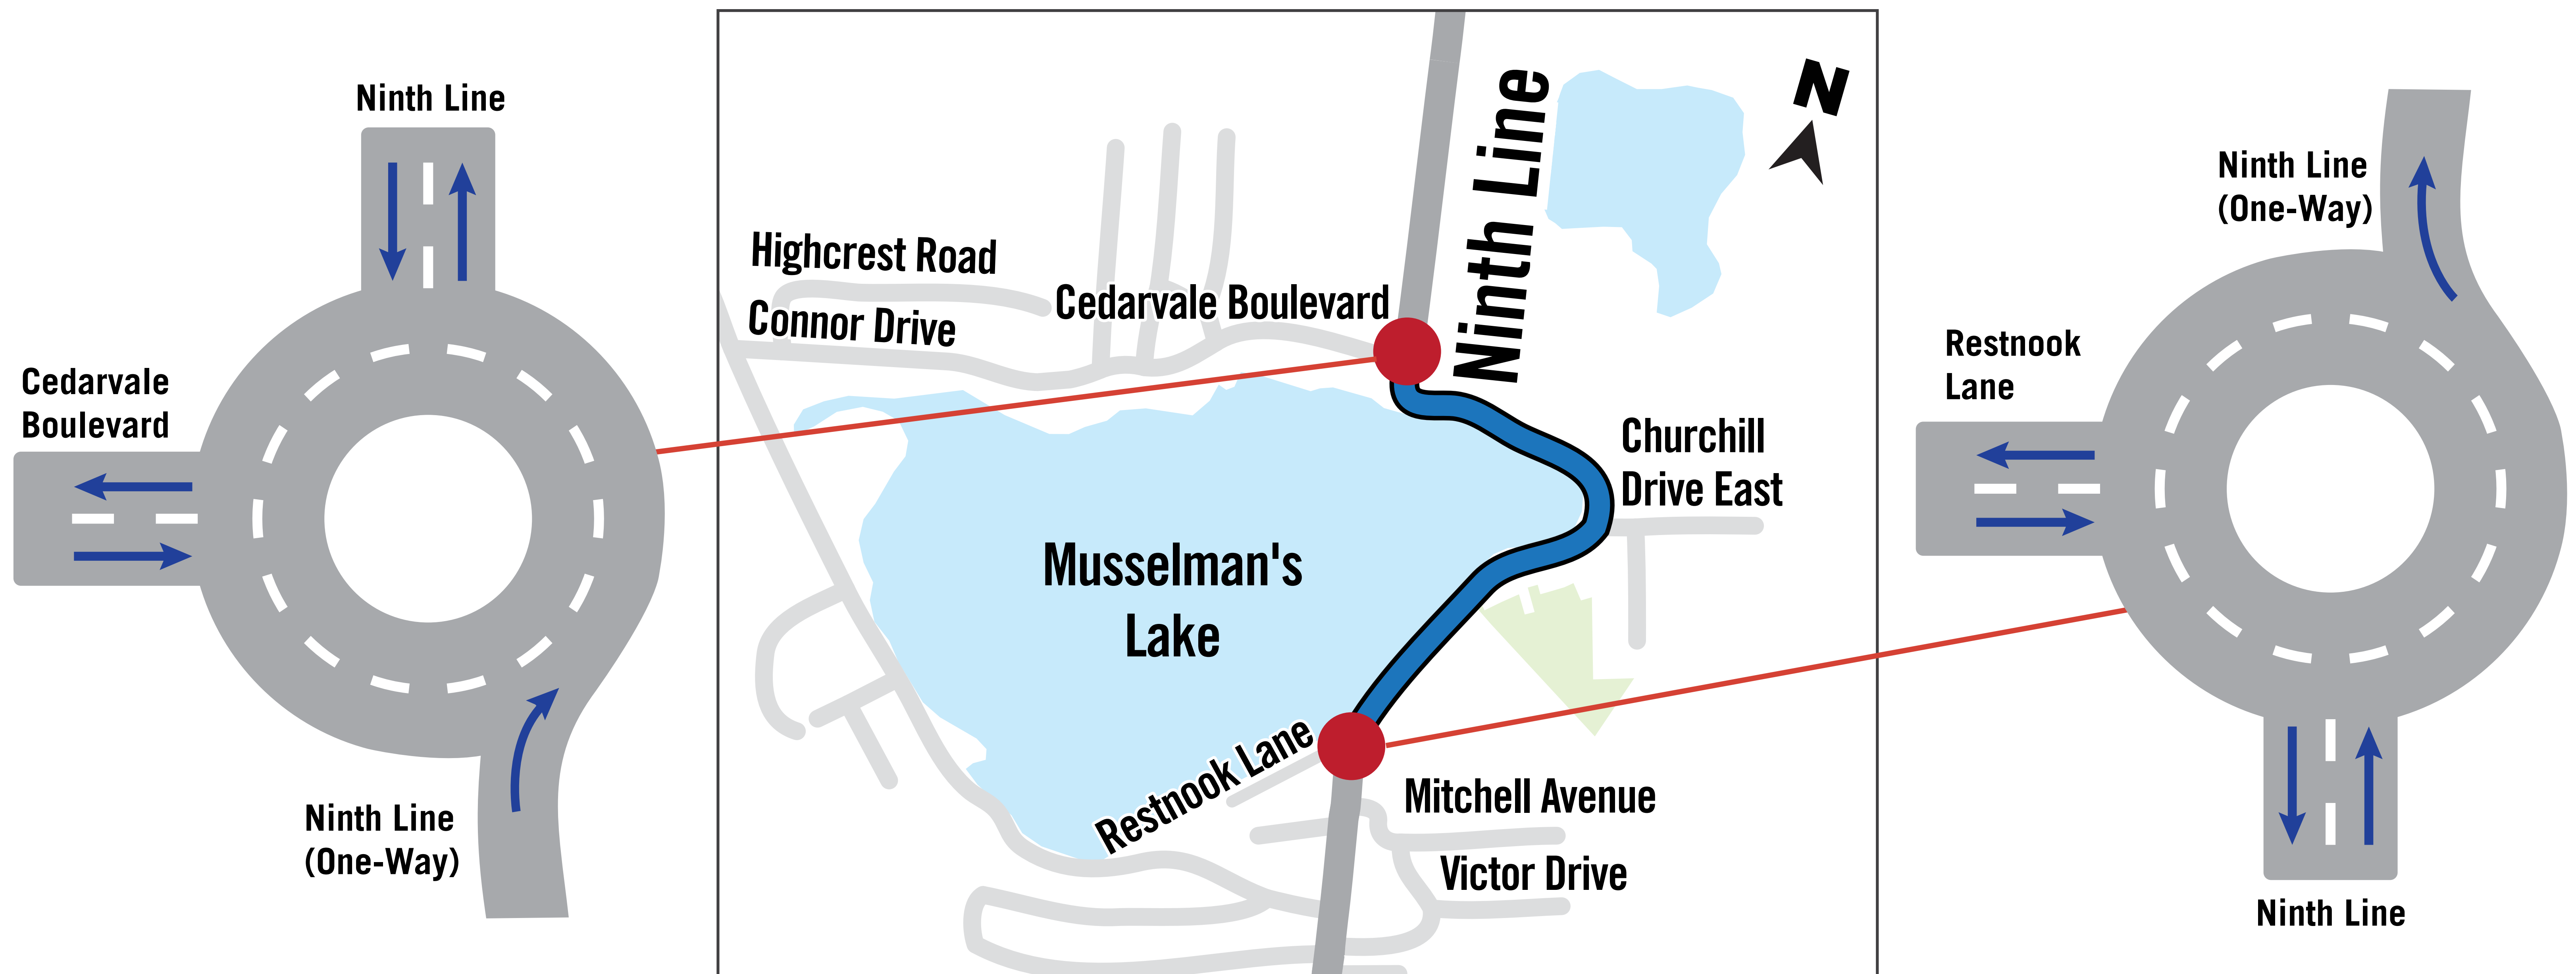 Ninth Line
Cedarvale
Boulevard
Ninth Line
(One-Way)
N
Ninth Line
Highcrest Road
Connor Drive
Cedarvale Boulevard
Churchill
Drive East
Musselman's
Lake
Restnook Lane
Mitchell Avenue
Victor Drive
Ninth Line
(One-Way)
Restnook
Lane
Ninth Line